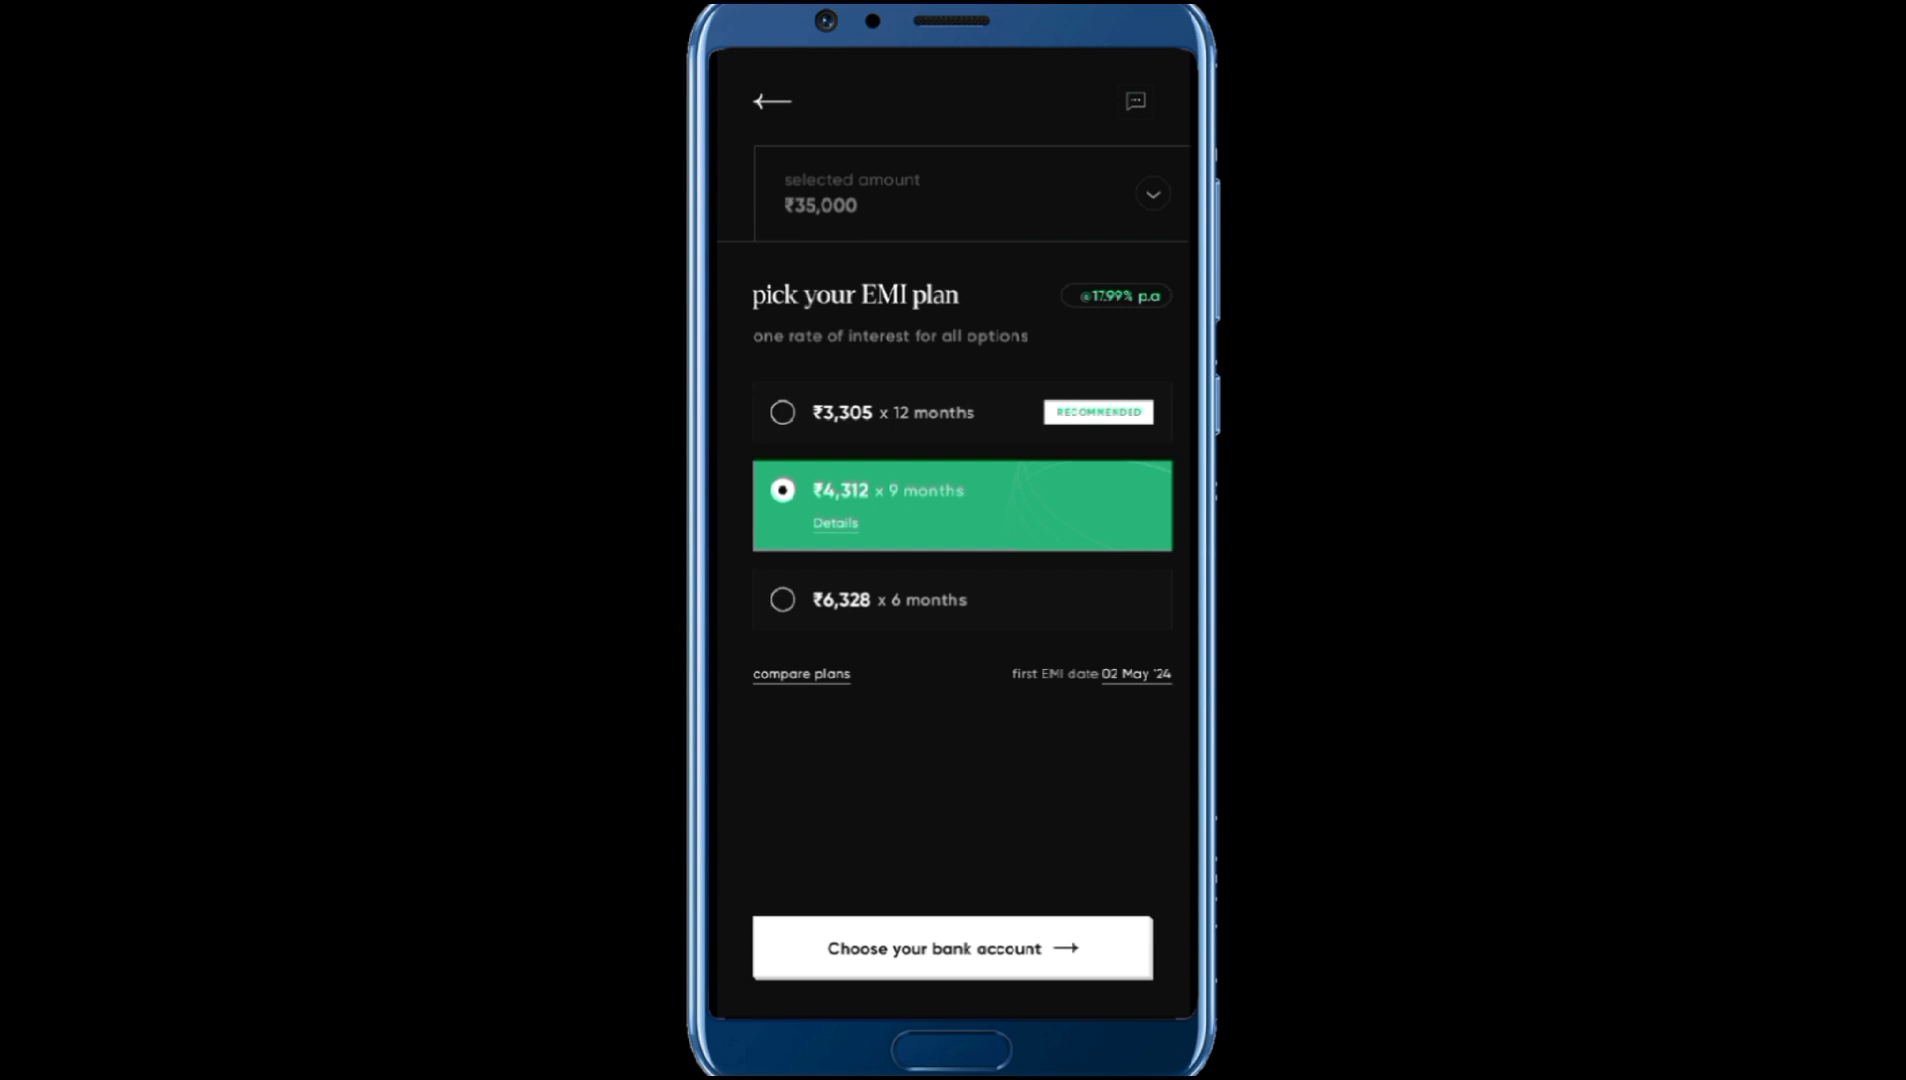 selected amount
₹35,000
pick your EMI plan
@17.99% p.a
one rate of interest for all options
₹3,305 x 12 months
RECOMMENDED
₹4,312 x 9 months
Details
₹6,328 x 6 months
compare plans
first EMI date 02 May '24
Choose your bank account →